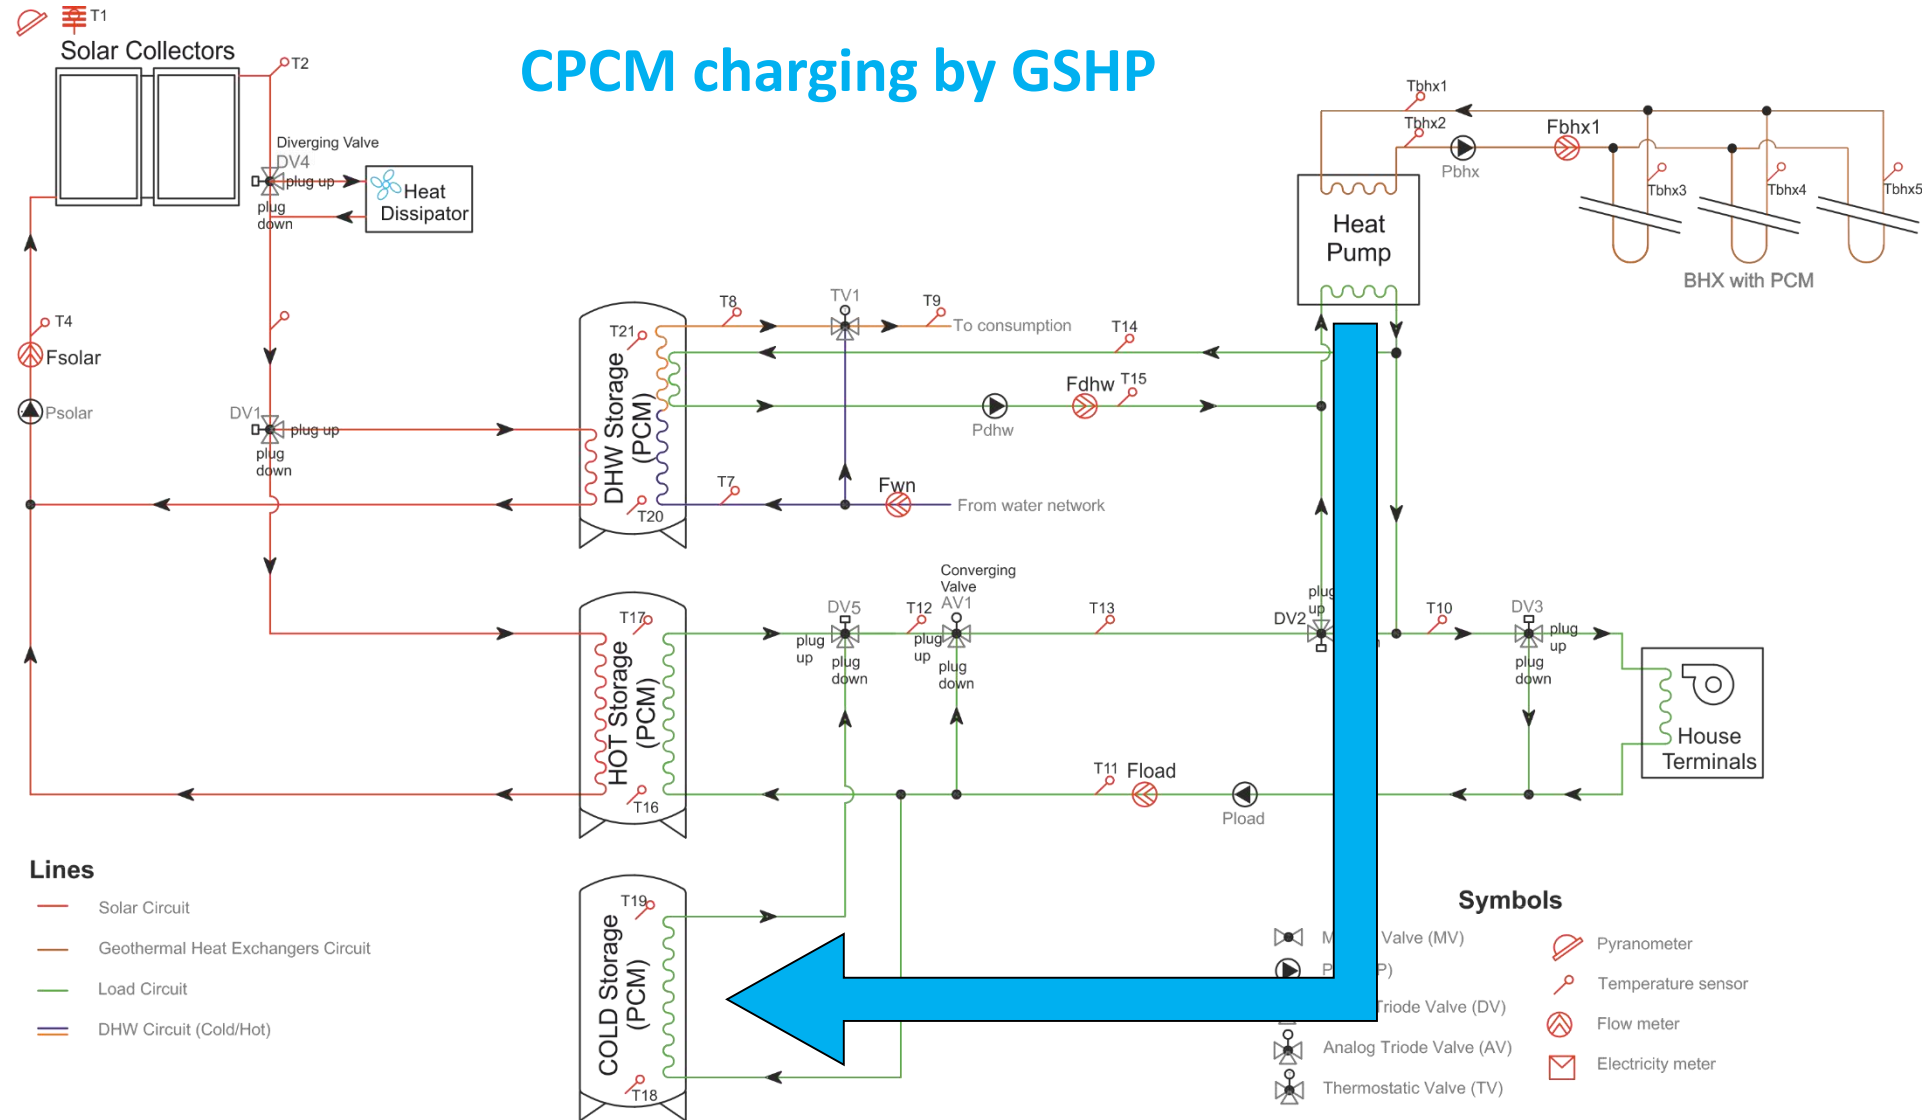 CPCM charging by GSHP
T1
Solar Collectors
T2
Diverging Valve
DV4
plug up
plug
down
Heat
Dissipator
T4
Fsolar
Psolar
DV1
plug up
plug
down
Tbhx1
Tbhx2
Pbhx
Fbhx1
Tbhx3
Tbhx4
Tbhx5
BHX with PCM
Heat
Pump
T21
DHW Storage
(PCM)
T20
T8
TV1
T9
To consumption
T14
Fdhw
T15
Pdhw
T7
Fwn
From water network
T17
HOT Storage
(PCM)
T16
DV5
plug
up
plug
down
T12
Converging
Valve
AV1
plug
up
plug
down
T13
DV2
plug
up
T10
DV3
plug
up
plug
down
House
Terminals
T11
Fload
Pload
T19
COLD Storage
(PCM)
T18
Lines
Solar Circuit
Geothermal Heat Exchangers Circuit
Load Circuit
DHW Circuit (Cold/Hot)
Symbols
Valve (MV)
Triode Valve (DV)
Analog Triode Valve (AV)
Thermostatic Valve (TV)
Pyranometer
Temperature sensor
Flow meter
Electricity meter